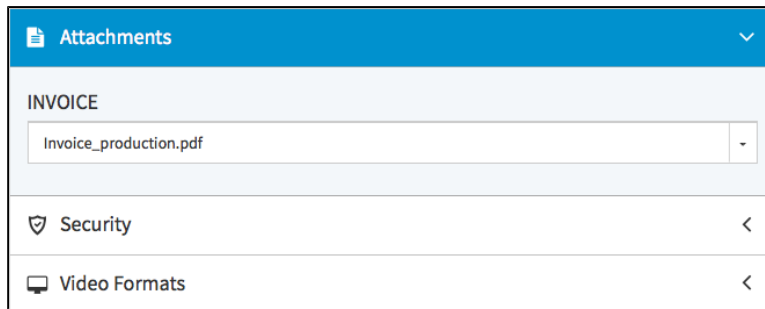 Attachments
INVOICE
Invoice_production.pdf
Security
Video Formats